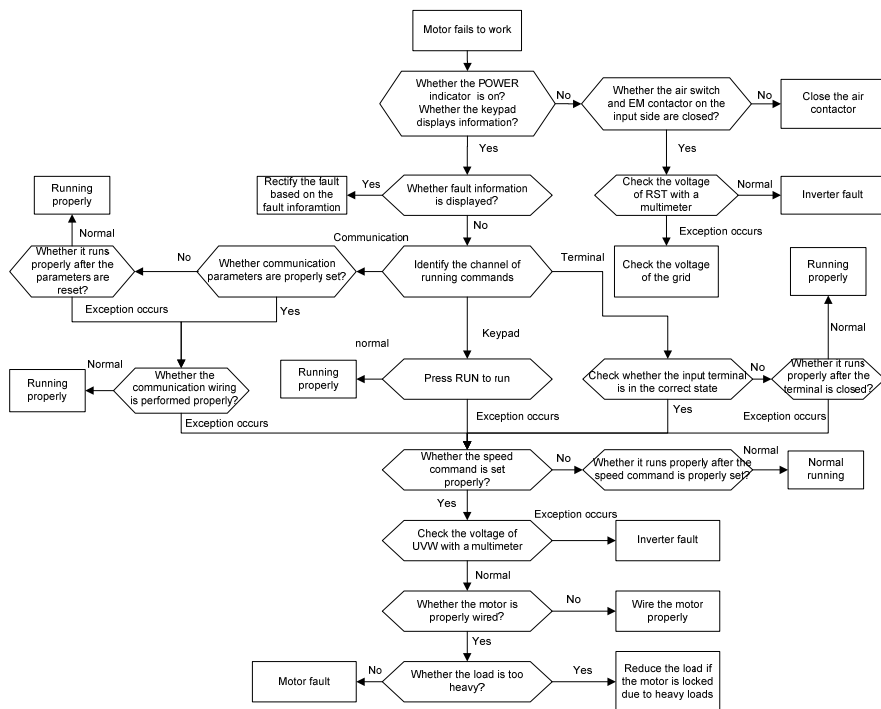 Motor fails to work
Whether the POWER
indicator is on?
Whether the keypad
displays information?
No
Whether the air switch
and EM contactor on the
input side are closed?
No
Close the air
contactor
Yes
Yes
Rectify the fault
based on the
fault inforamtion
Yes
Whether fault information
is displayed?
Check the voltage
of RST with a
multimeter
Normal
Inverter fault
Running
properly
Normal
No
Exception occurs
Communication
Terminal
Whether it runs
properly after the
parameters are
reset?
No
Whether communication
parameters are properly set?
Identify the channel of
running commands
Check the voltage
of the grid
Running
properly
Exception occurs
Yes
Keypad
normal
Normal
Running
properly
Normal
Whether the
communication wiring
is performed properly?
Running
properly
Press RUN to run
Check whether the input terminal
is in the correct state
No
Whether it runs
properly after the
terminal is closed?
Exception occurs
Exception occurs
Yes
Exception occurs
Whether the speed
command is set
properly?
No
Whether it runs properly after the
speed command is properly set?
Normal
Normal
running
Yes
Exception occurs
Check the voltage of
UVW with a multimeter
Inverter fault
Normal
Whether the motor is
properly wired?
No
Wire the motor
properly
Yes
Motor fault
No
Whether the load is too
heavy?
Yes
Reduce the load if
the motor is locked
due to heavy loads